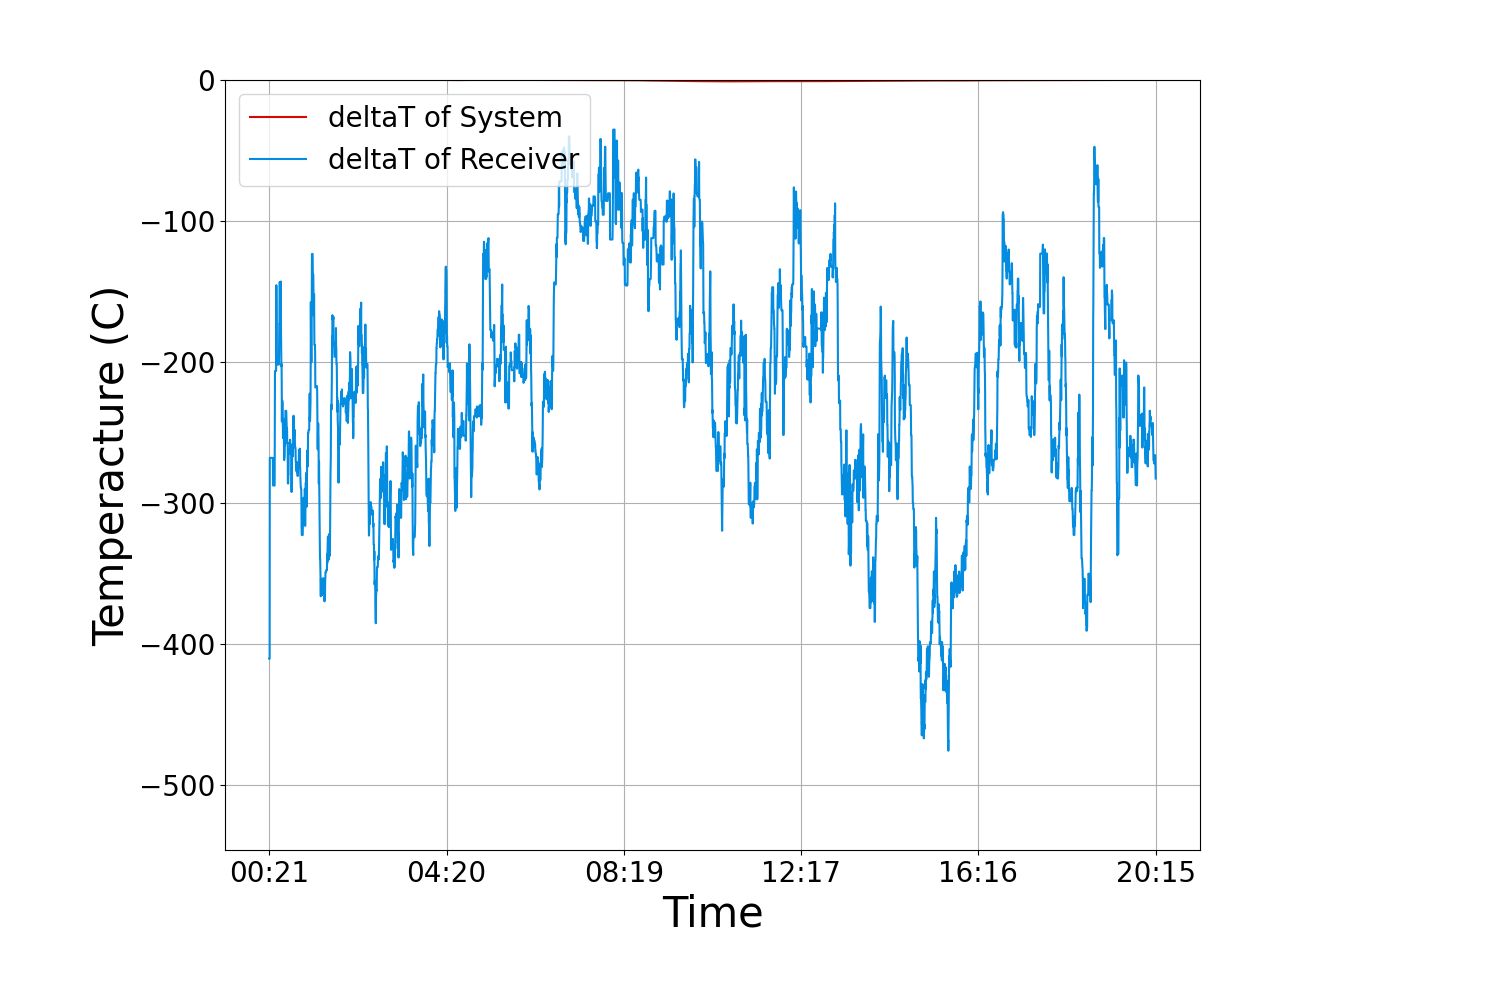 deltaT of System
deltaT of Receiver
0
−100
−200
−300
−400
−500
Temperacture (C)
00:21 04:20 08:19 12:17 16:16 20:15
Time